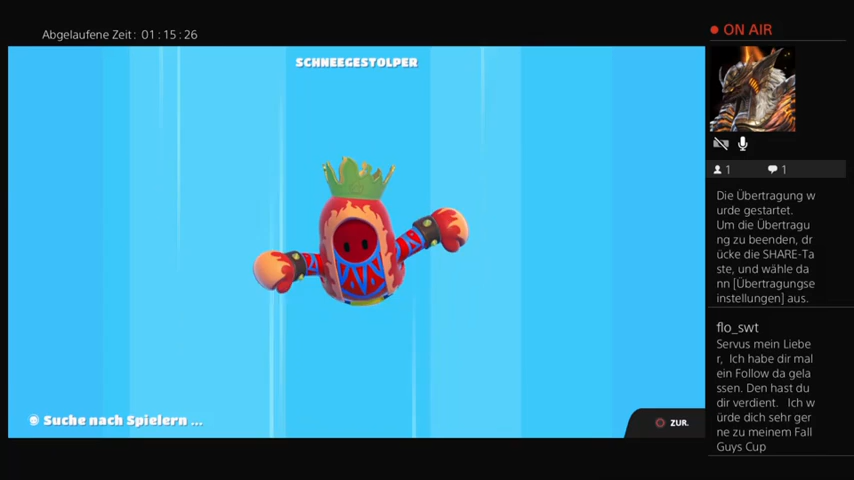 Abgelaufene Zeit: 01:15:26
ON AIR
SCHNEEGESTOLPER
1
1
Die Übertragung w
urde gestartet.
Um die Übertragu
ng zu beenden, dr
ücke die SHARE-Ta
ste, und wähle da
nn [Übertragungse
instellungen] aus.
flo_swt
Servus mein Liebe
r, Ich habe dir mal
ein Follow da gela
ssen. Den hast du
dir verdient. Ich w
ürde dich sehr ger
ne zu meinem Fall
Guys Cup
Suche nach Spielern ...
ZUR.